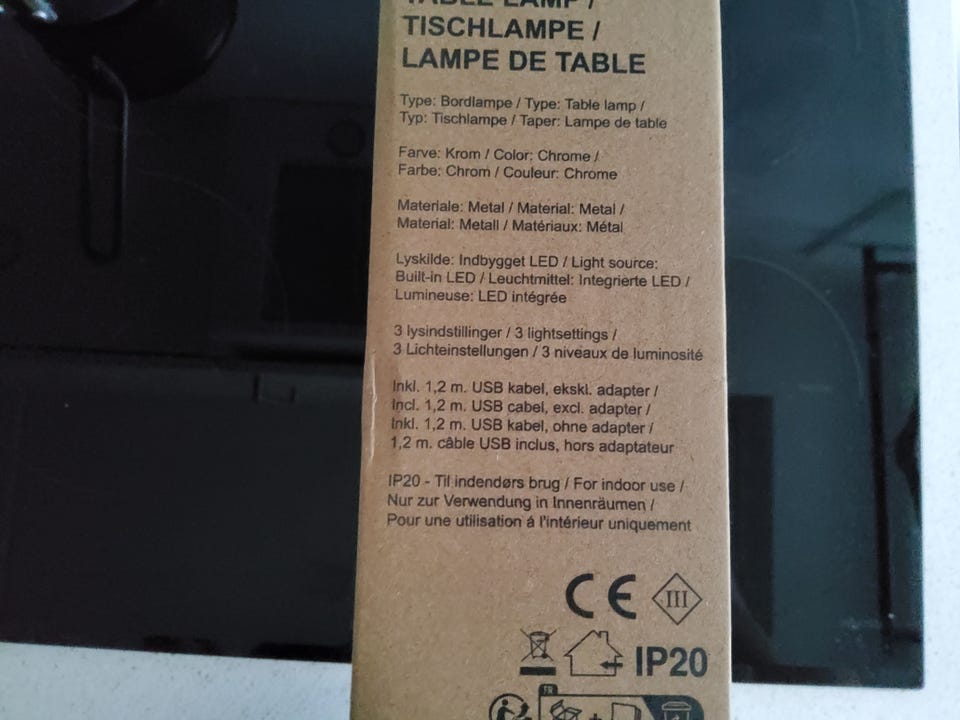 TABLE LAMP /
TISCHLAMPE /
LAMPE DE TABLE
Type: Bordlampe / Type: Table lamp /
Typ: Tischlampe / Taper: Lampe de table
Farve: Krom / Color: Chrome /
Farbe: Chrom / Couleur: Chrome
Materiale: Metal / Material: Metal /
Material: Metall / Matériaux: Métal
Lyskilde: Indbygget LED / Light source:
Built-in LED / Leuchtmittel: Integrierte LED /
Lumineuse: LED intégrée
3 lysindstillinger / 3 lightsettings /
3 Lichteinstellungen / 3 niveaux de luminosité
Inkl. 1,2 m. USB kabel, ekskl. adapter /
Incl. 1,2 m. USB cabel, excl. adapter /
Inkl. 1,2 m. USB kabel, ohne adapter /
1,2 m. câble USB inclus, hors adaptateur
IP20 - Til indendørs brug / For indoor use /
Nur zur Verwendung in Innenräumen /
Pour une utilisation á l'intérieur uniquement
CE III
IP20
FR